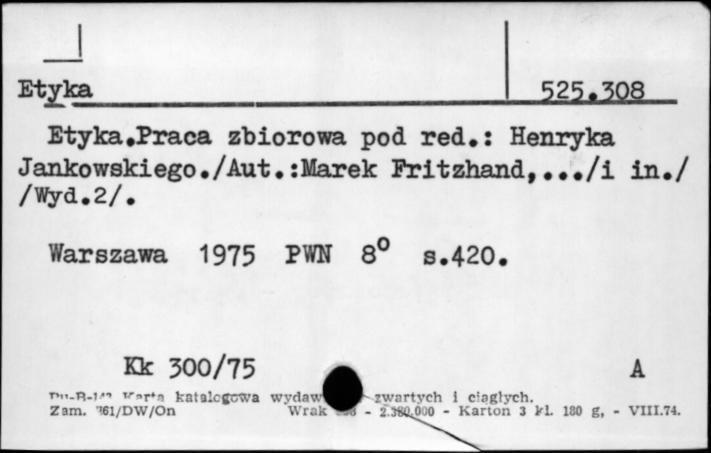 Etyka 525.308
Etyka.Praca zbiorowa pod red.: Henryka
Jankowskiego./Aut.:Marek Fritzhand,.../i in./
/Wyd.2/.
Warszawa 1975 PWN 8° s.420.
Kk 300/75 A
Karta katalogowa wydaw zwartych i ciągłych.
Zam. 761/DW/On Wrak - 2.380.000 - Karton 3 kl. 180 g, - VIII.74.